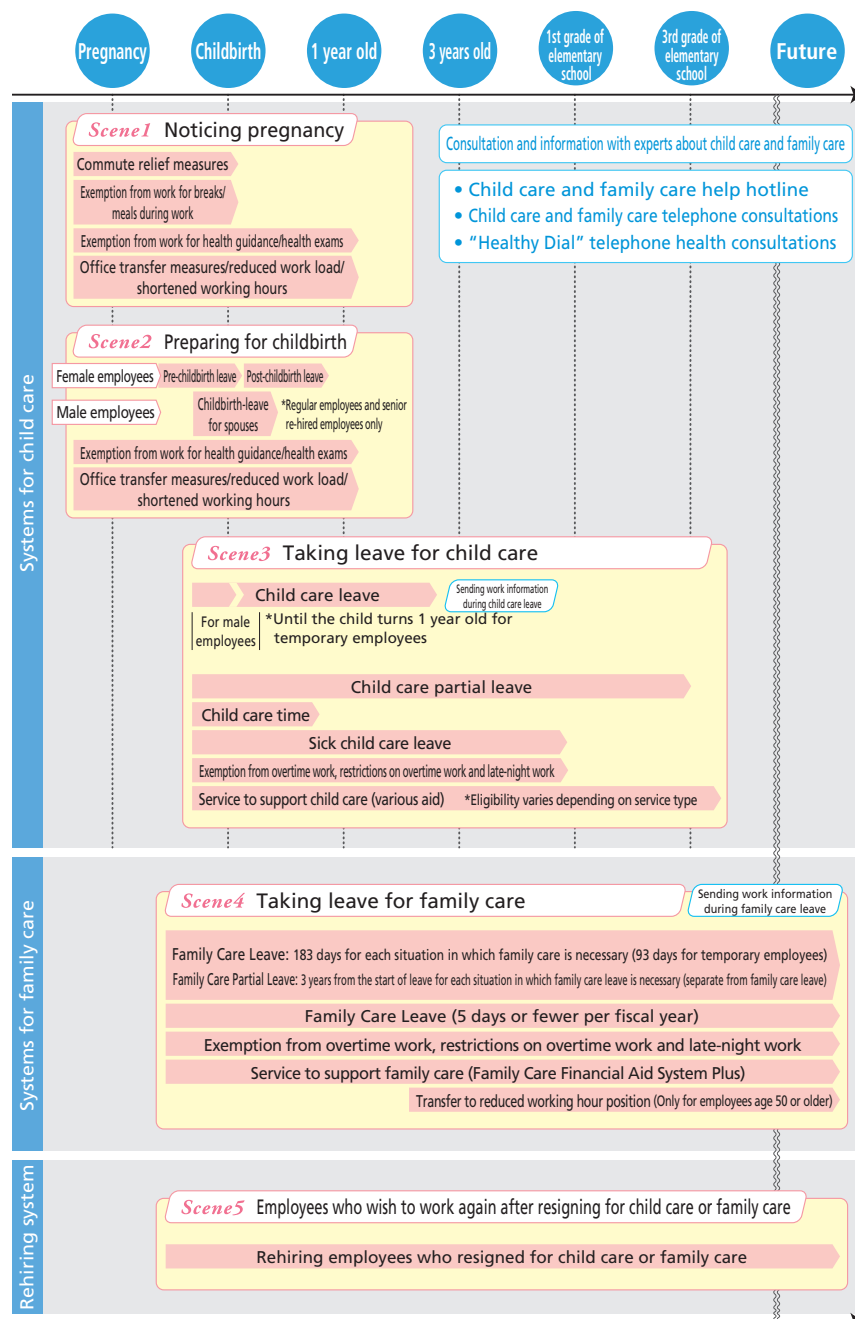 Pregnancy
Childbirth
1 year old
3 years old
1st grade of
elementary
school
3rd grade of
elementary
school
Future
Systems for child care
Scene1 Noticing pregnancy
Commute relief measures
Exemption from work for breaks/
meals during work
Exemption from work for health guidance/health exams
Office transfer measures/reduced work load/
shortened working hours
Consultation and information with experts about child care and family care
• Child care and family care help hotline
• Child care and family care telephone consultations
• “Healthy Dial” telephone health consultations
Scene2 Preparing for childbirth
Female employees
Pre-childbirth leave
Post-childbirth leave
Male employees
Childbirth-leave
for spouses
*Regular employees and senior
re-hired employees only
Exemption from work for health guidance/health exams
Office transfer measures/reduced work load/
shortened working hours
Scene3 Taking leave for child care
Child care leave
Sending work information
during child care leave
For male
employees
*Until the child turns 1 year old for
temporary employees
Child care partial leave
Child care time
Sick child care leave
Exemption from overtime work, restrictions on overtime work and late-night work
Service to support child care (various aid) *Eligibility varies depending on service type
Systems for family care
Scene4 Taking leave for family care
Sending work information
during family care leave
Family Care Leave: 183 days for each situation in which family care is necessary (93 days for temporary employees)
Family Care Partial Leave: 3 years from the start of leave for each situation in which family care leave is necessary (separate from family care leave)
Family Care Leave (5 days or fewer per fiscal year)
Exemption from overtime work, restrictions on overtime work and late-night work
Service to support family care (Family Care Financial Aid System Plus)
Transfer to reduced working hour position (Only for employees age 50 or older)
Rehiring system
Scene5 Employees who wish to work again after resigning for child care or family care
Rehiring employees who resigned for child care or family care